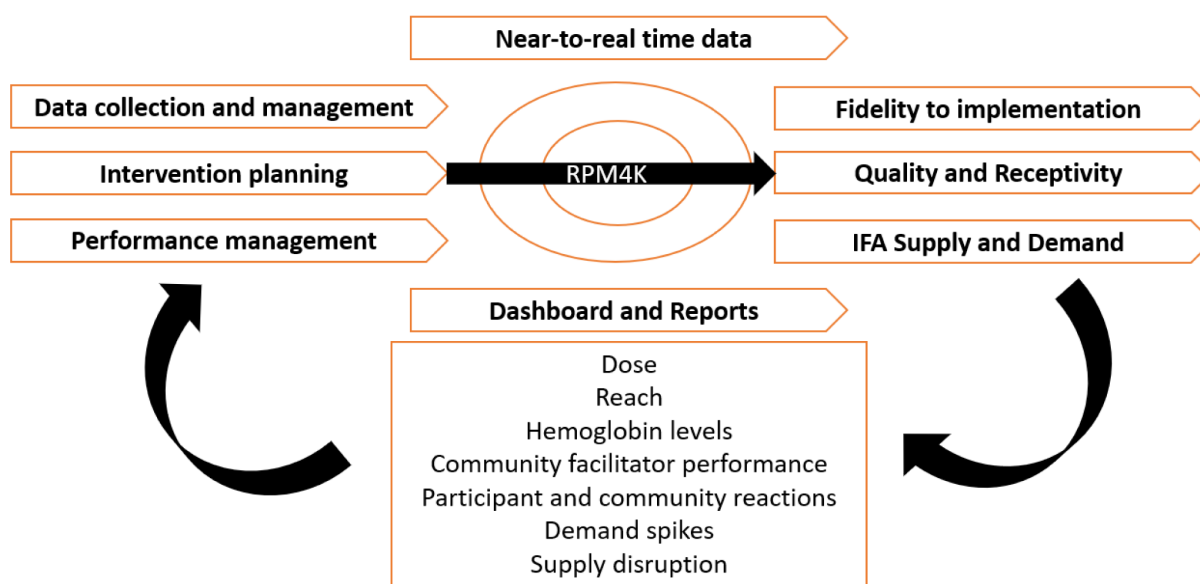 Near-to-real time data
Data collection and management
Intervention planning
Performance management
RPM4K
Fidelity to implementation
Quality and Receptivity
IFA Supply and Demand
Dashboard and Reports
Dose
Reach
Hemoglobin levels
Community facilitator performance
Participant and community reactions
Demand spikes
Supply disruption